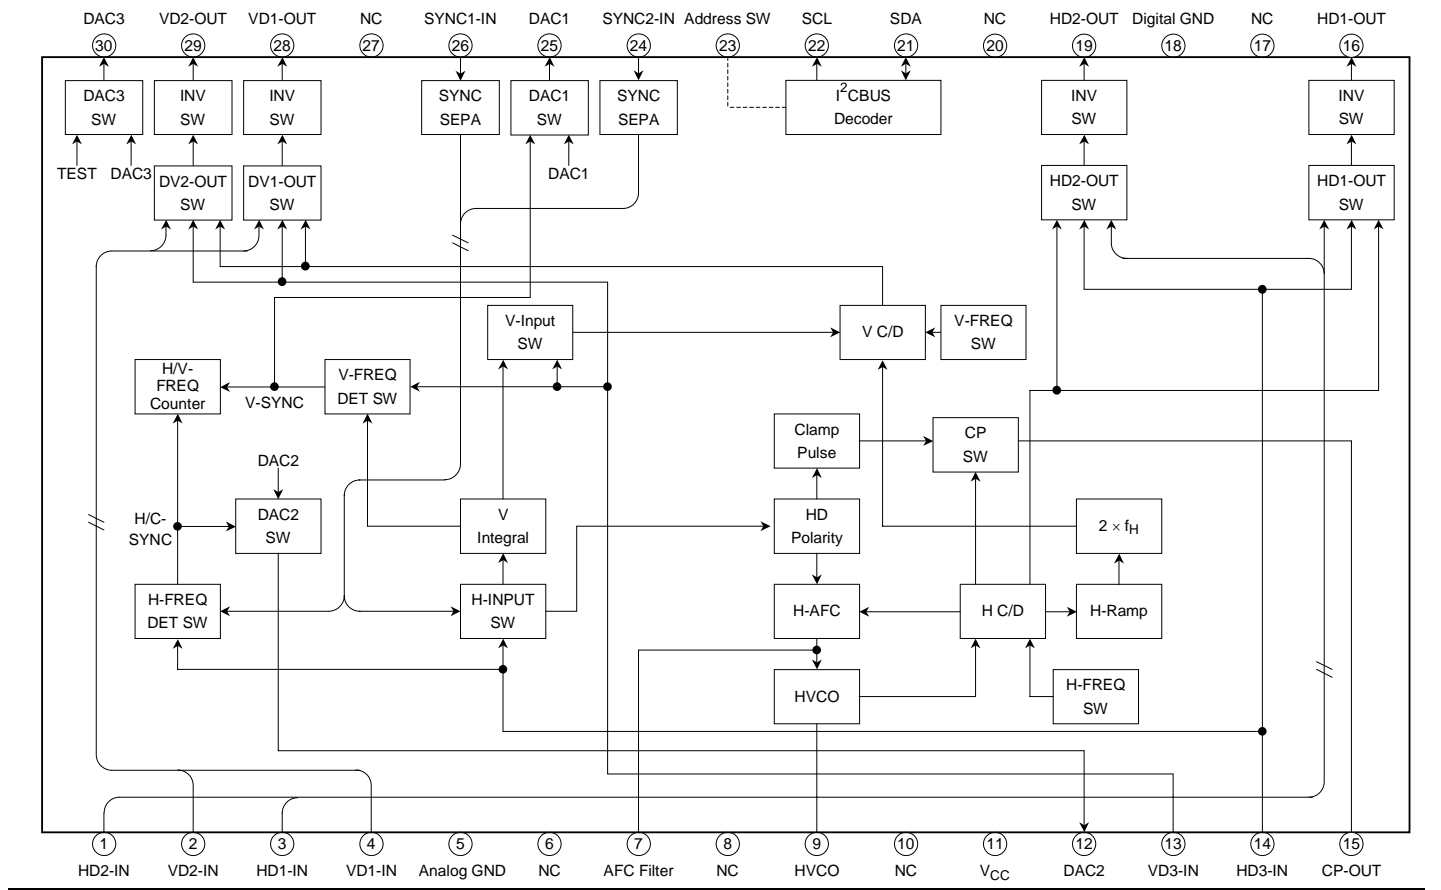 DAC3 VD2-OUT VD1-OUT NC SYNC1-IN DAC1 SYNC2-IN Address SW SCL SDA NC HD2-OUT Digital GND NC HD1-OUT
30 29 28 27 26 25 24 23 22 21 20 19 18 17 16
DAC3
SW
INV
SW
INV
SW
SYNC
SEPA
DAC1
SW
SYNC
SEPA
I2CBUS
Decoder
INV
SW
INV
SW
TEST
DAC3
DAC1
DV2-OUT
SW
DV1-OUT
SW
HD2-OUT
SW
HD1-OUT
SW
V-Input
SW
V C/D
V-FREQ
SW
H/V-
FREQ
Counter
V-SYNC
V-FREQ
DET SW
Clamp
Pulse
CP
SW
DAC2
H/C-
SYNC
DAC2
SW
V
Integral
HD
Polarity
2 × fH
H-FREQ
DET SW
H-INPUT
SW
H-AFC
H C/D
H-Ramp
HVCO
H-FREQ
SW
1 2 3 4 5 6 7 8 9 10 11 12 13 14 15
HD2-IN VD2-IN HD1-IN VD1-IN Analog GND NC AFC Filter NC HVCO NC VCC DAC2 VD3-IN HD3-IN CP-OUT